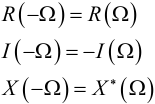 R(−Ω) = R(Ω)
I(−Ω) = −I(Ω)
X(−Ω) = X*(Ω)